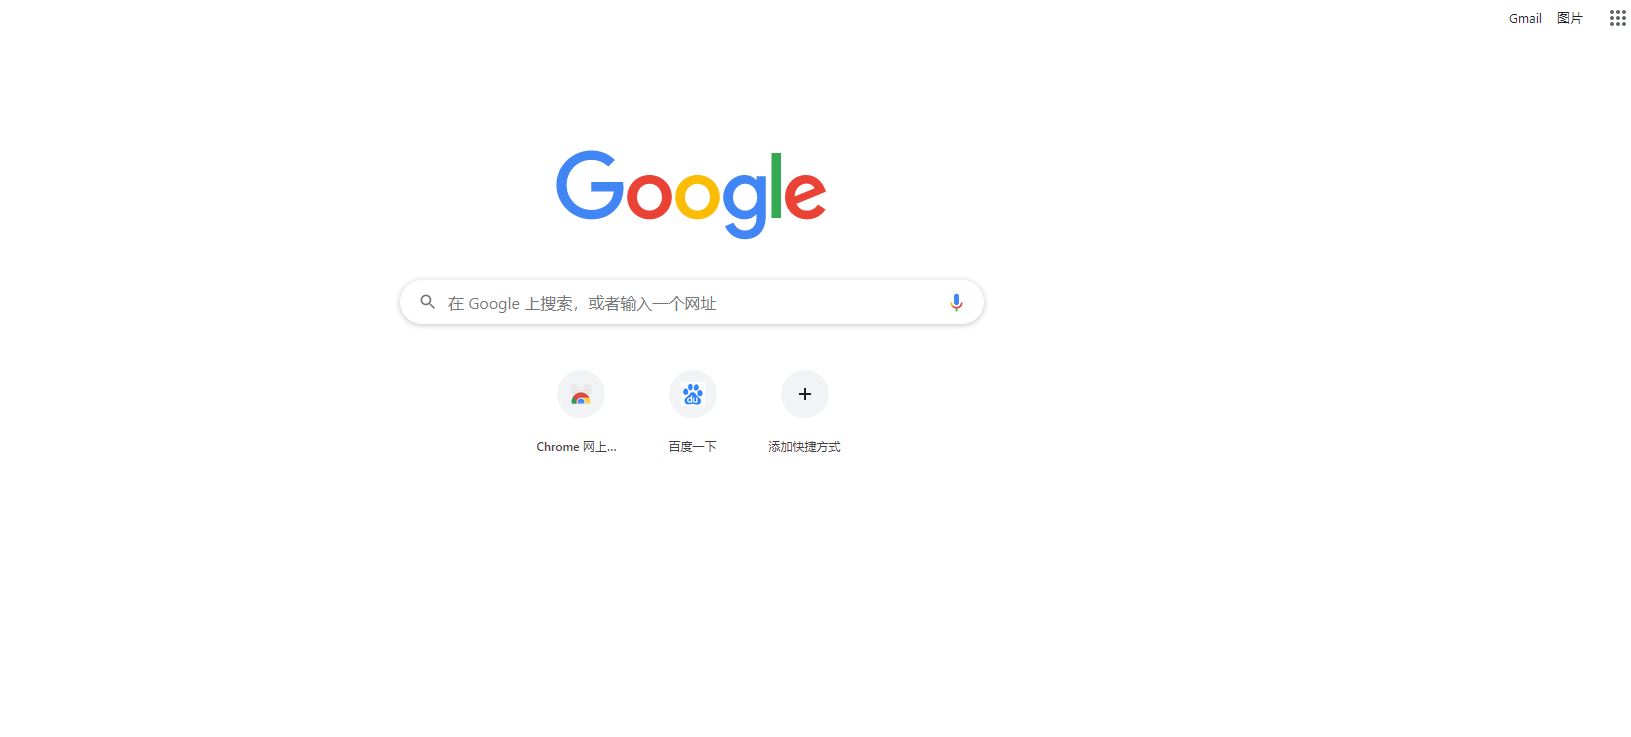 Gmail 图片
Google
在 Google 上搜索，或者输入一个网址
du
Chrome 网上... 百度一下 添加快捷方式